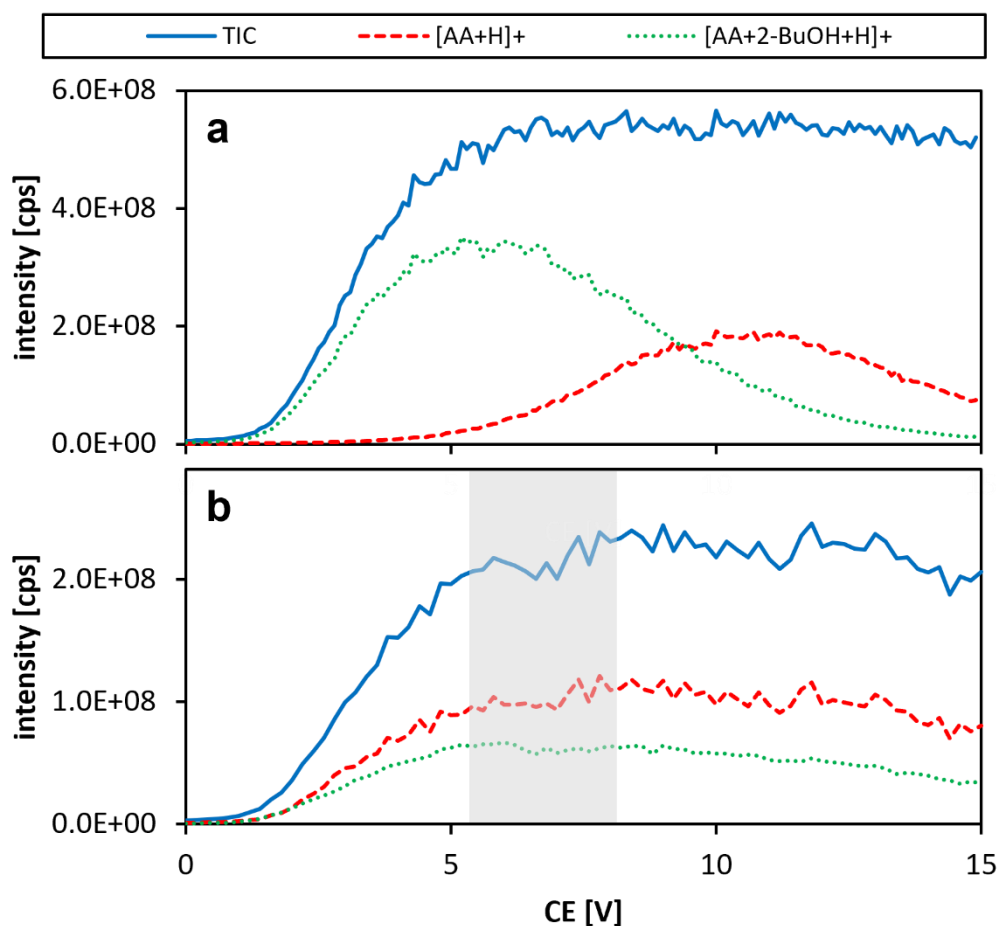 TIC [AA+H]+ [AA+2-BuOH+H]+
6.0E+08
a
4.0E+08
2.0E+08
0.0E+00
intensity [cps]
b
2.0E+08
1.0E+08
0.0E+00
intensity [cps]
0 5 10 15
CE [V]